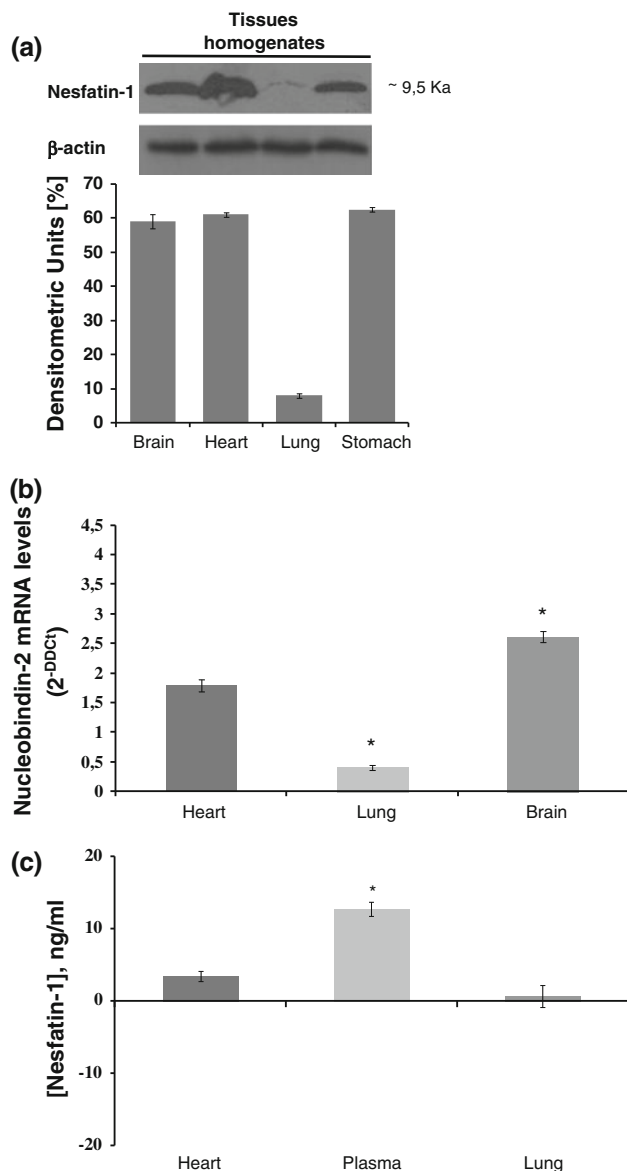 Tissues
homogenates
(a)
Nesfatin-1
~ 9,5 Ka
β-actin
Densitometric Units [%]
70
60
50
40
30
20
10
0
Brain Heart Lung Stomach
(b)
Nucleobindin-2 mRNA levels
(2-DDCt)
4,5
4
3,5
3
2,5
2
1,5
1
0,5
0
*
*
Heart Lung Brain
(c)
[Nesfatin-1], ng/ml
20
10
0
-10
-20
*
Heart Plasma Lung